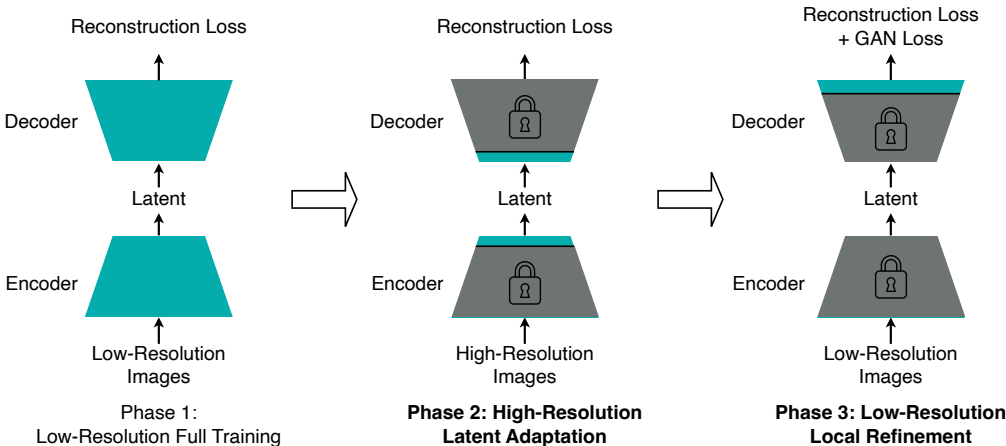 Reconstruction Loss
Decoder
Latent
Encoder
Low-Resolution
Images
Phase 1:
Low-Resolution Full Training
Reconstruction Loss
Decoder
Latent
Encoder
High-Resolution
Images
Phase 2: High-Resolution
Latent Adaptation
Reconstruction Loss
+ GAN Loss
Decoder
Latent
Encoder
Low-Resolution
Images
Phase 3: Low-Resolution
Local Refinement